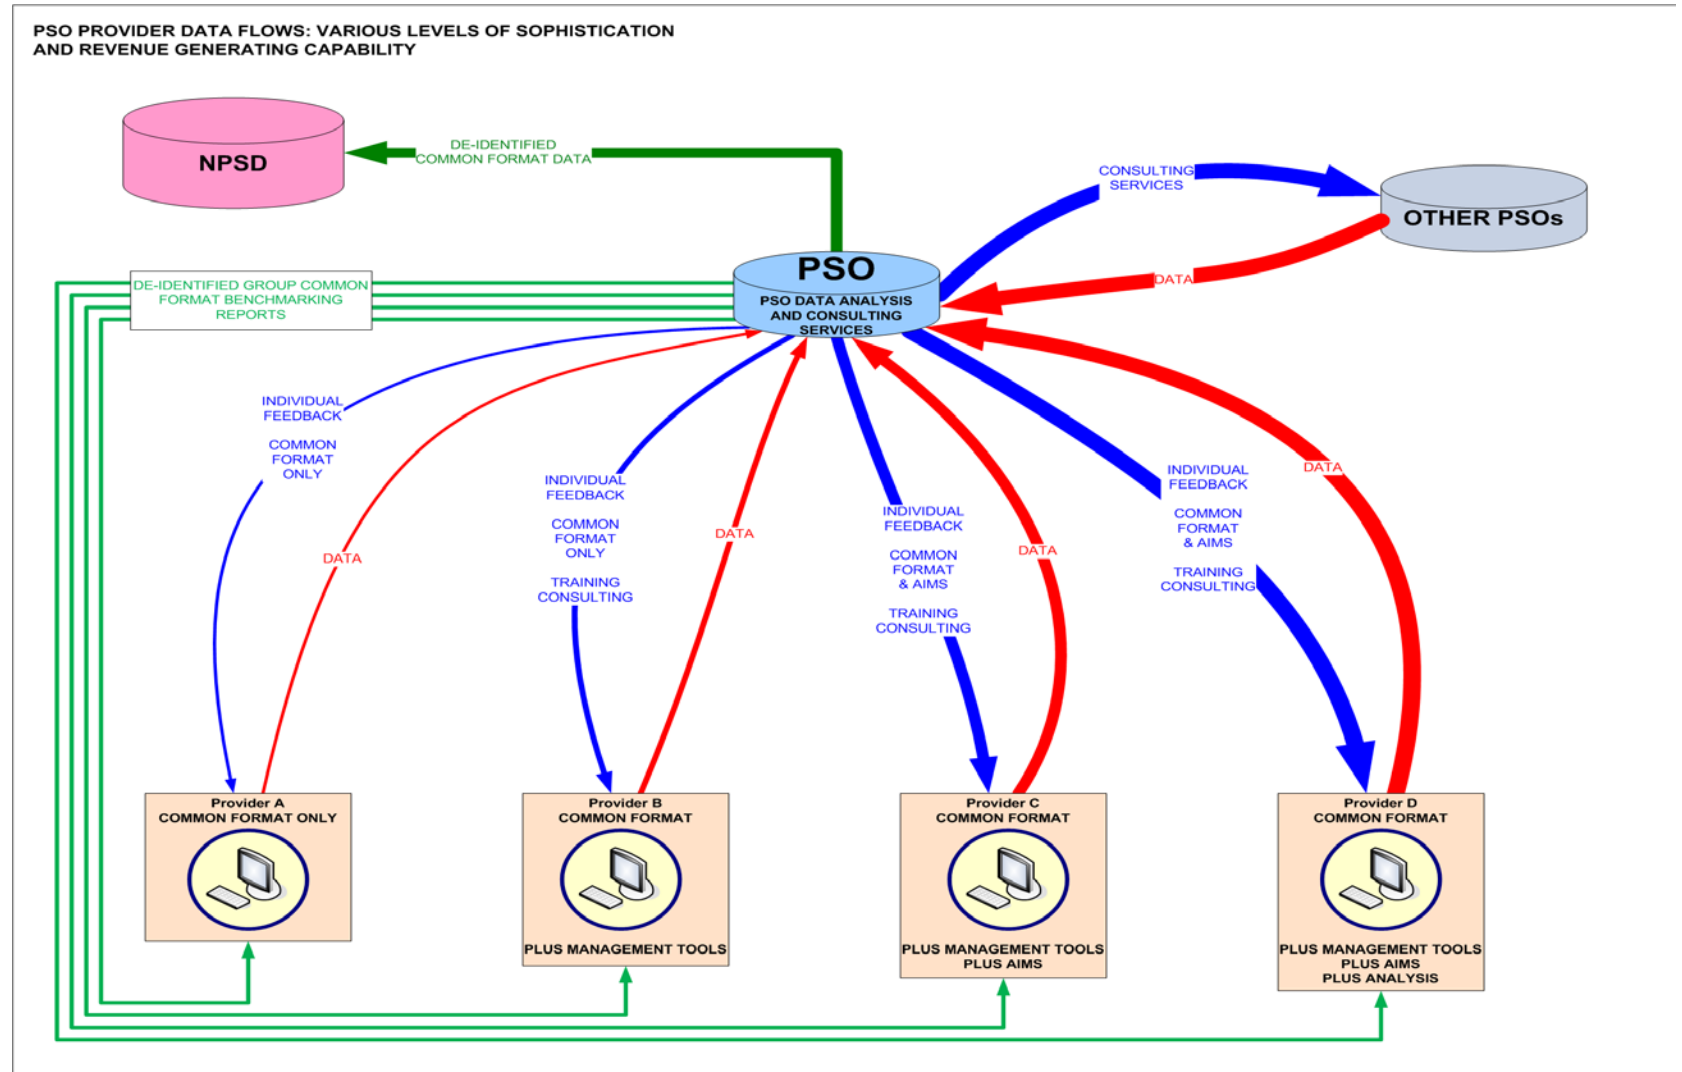 PSO PROVIDER DATA FLOWS: VARIOUS LEVELS OF SOPHISTICATION
AND REVENUE GENERATING CAPABILITY
NPSD
DE-IDENTIFIED
COMMON FORMAT DATA
CONSULTING
SERVICES
OTHER PSOs
DATA
PSO
PSO DATA ANALYSIS
AND CONSULTING
SERVICES
DE-IDENTIFIED GROUP COMMON
FORMAT BENCHMARKING
REPORTS
INDIVIDUAL
FEEDBACK
COMMON
FORMAT
ONLY
DATA
INDIVIDUAL
FEEDBACK
COMMON
FORMAT
ONLY
TRAINING
CONSULTING
DATA
INDIVIDUAL
FEEDBACK
COMMON
FORMAT
& AIMS
TRAINING
CONSULTING
DATA
INDIVIDUAL
FEEDBACK
COMMON
FORMAT
& AIMS
TRAINING
CONSULTING
DATA
Provider A
COMMON FORMAT ONLY
Provider B
COMMON FORMAT
PLUS MANAGEMENT TOOLS
Provider C
COMMON FORMAT
PLUS MANAGEMENT TOOLS
PLUS AIMS
Provider D
COMMON FORMAT
PLUS MANAGEMENT TOOLS
PLUS AIMS
PLUS ANALYSIS